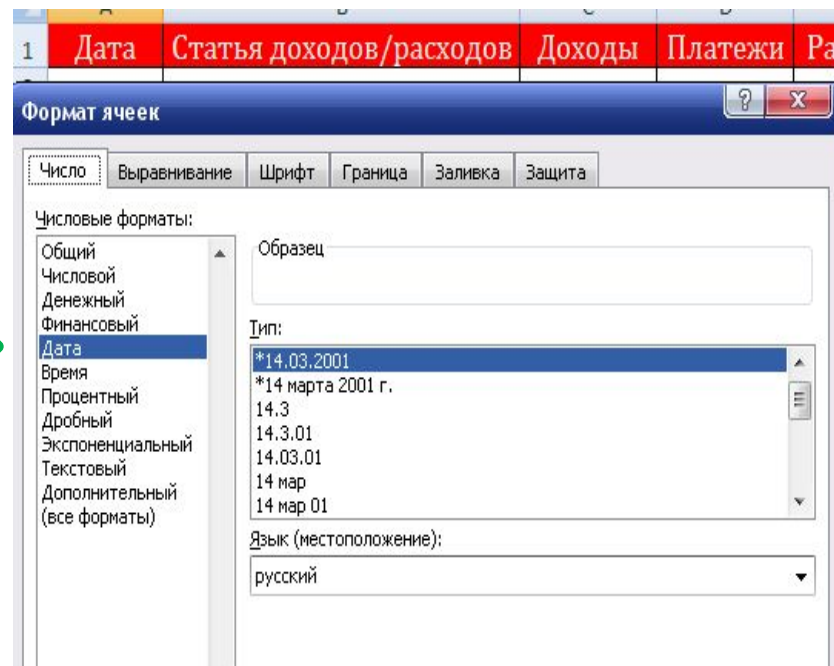 1 Дата Статья доходов/расходов Доходы Платежи Ра
Формат ячеек
Число Выравнивание Шрифт Граница Заливка Защита
Числовые форматы:
Общий
Числовой
Денежный
Финансовый
Дата
Время
Процентный
Дробный
Экспоненциальный
Текстовый
Дополнительный
(все форматы)
Образец
Тип:
*14.03.2001
*14 марта 2001 г.
14.3
14.3.01
14.03.01
14 мар
14 мар 01
Язык (местоположение):
русский